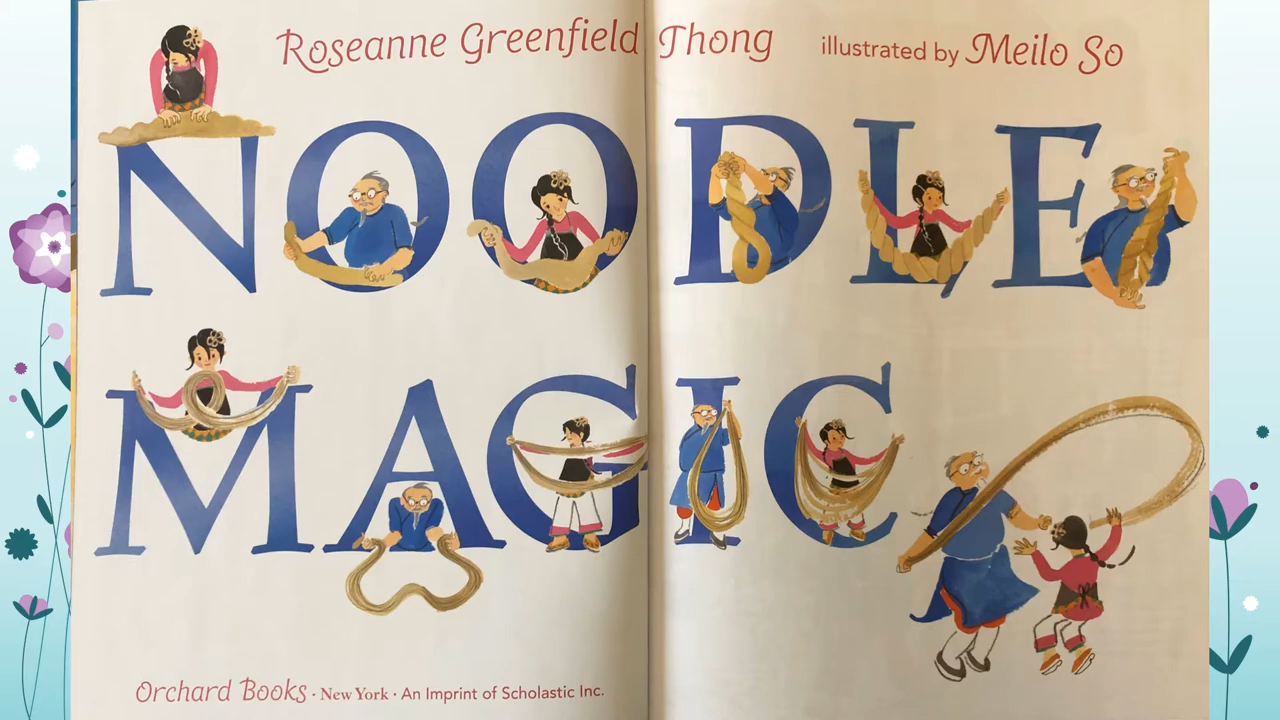 Roseanne Greenfield Thong illustrated by Meilo So
NOODLE
MAGIC
Orchard Books · New York · An Imprint of Scholastic Inc.